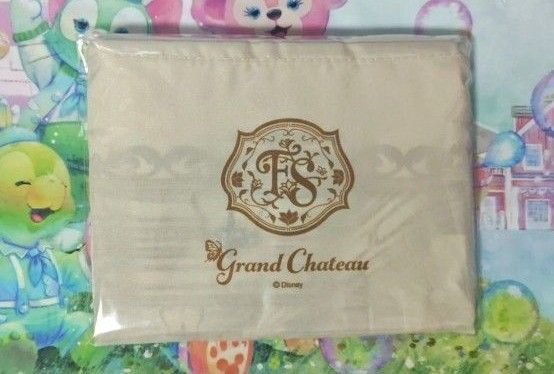 FS
Grand Chateau
© Disney